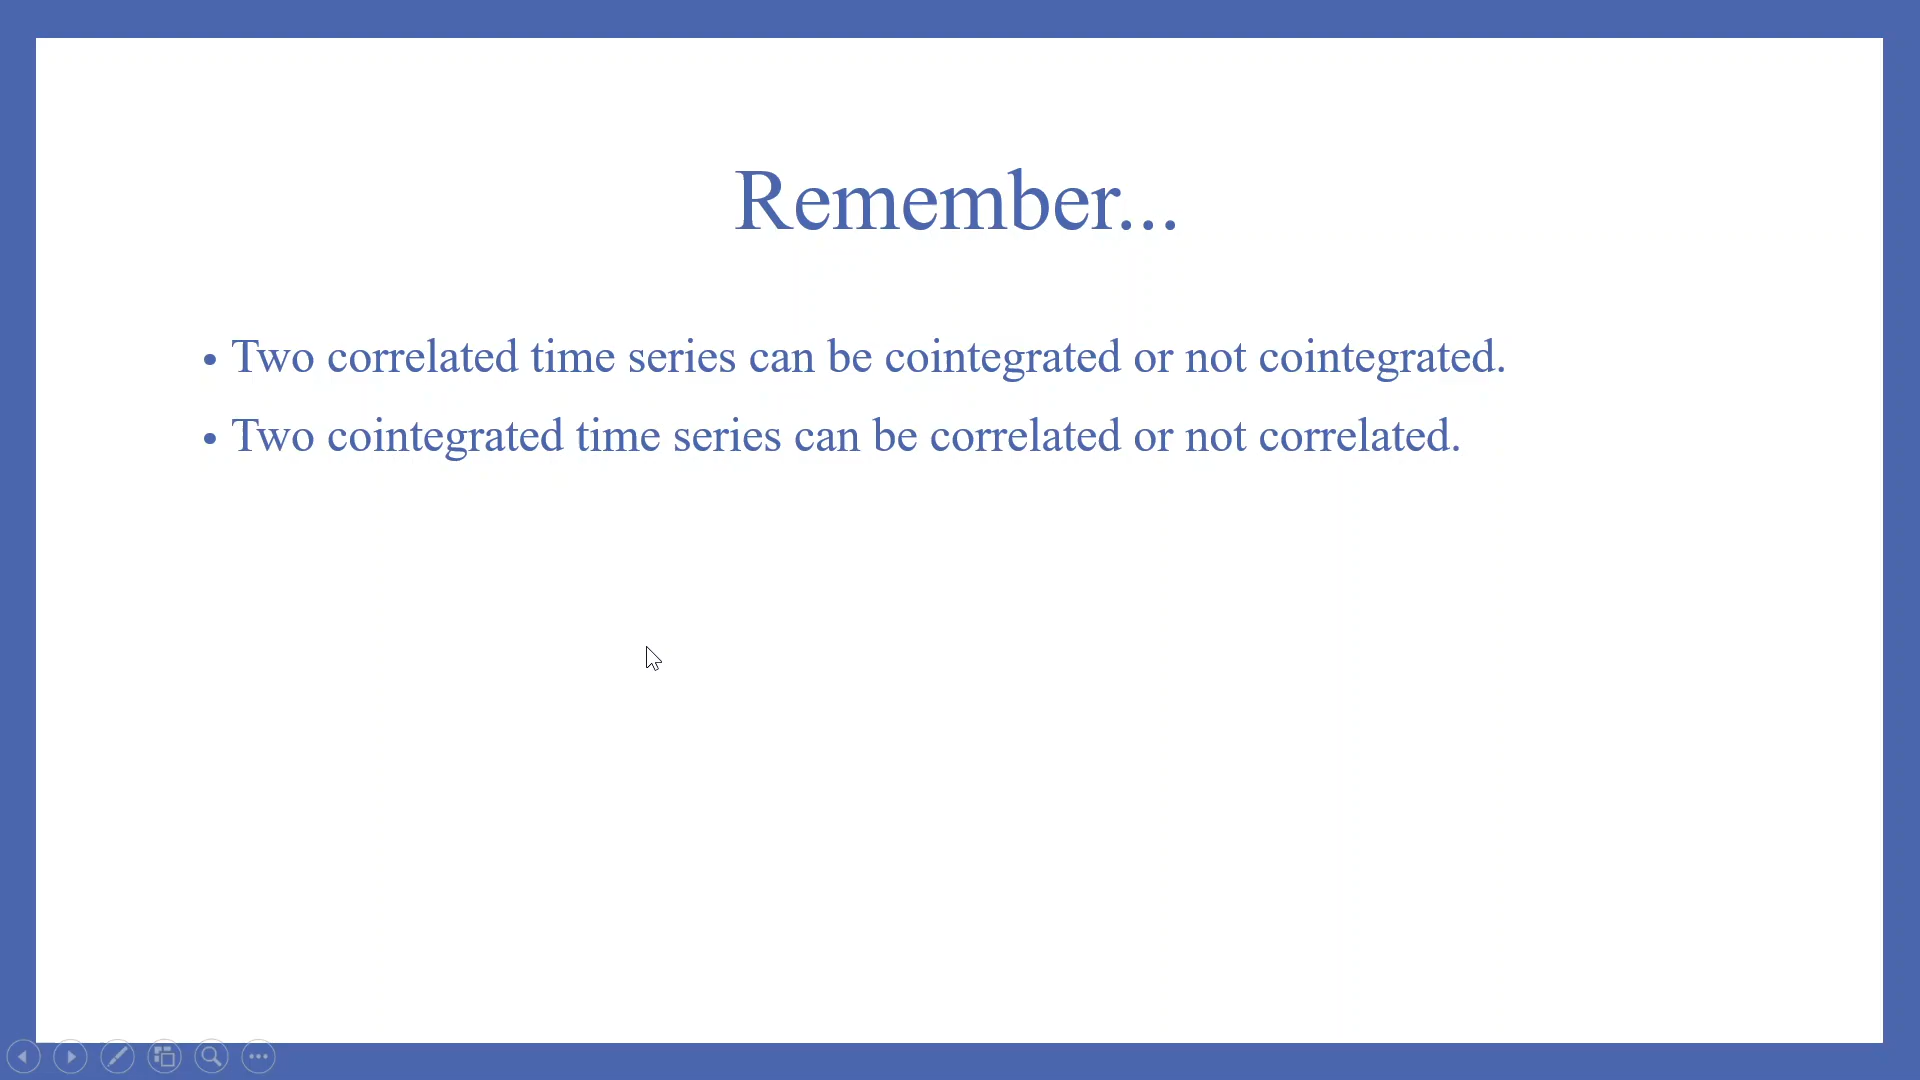 Remember...
• Two correlated time series can be cointegrated or not cointegrated.
• Two cointegrated time series can be correlated or not correlated.